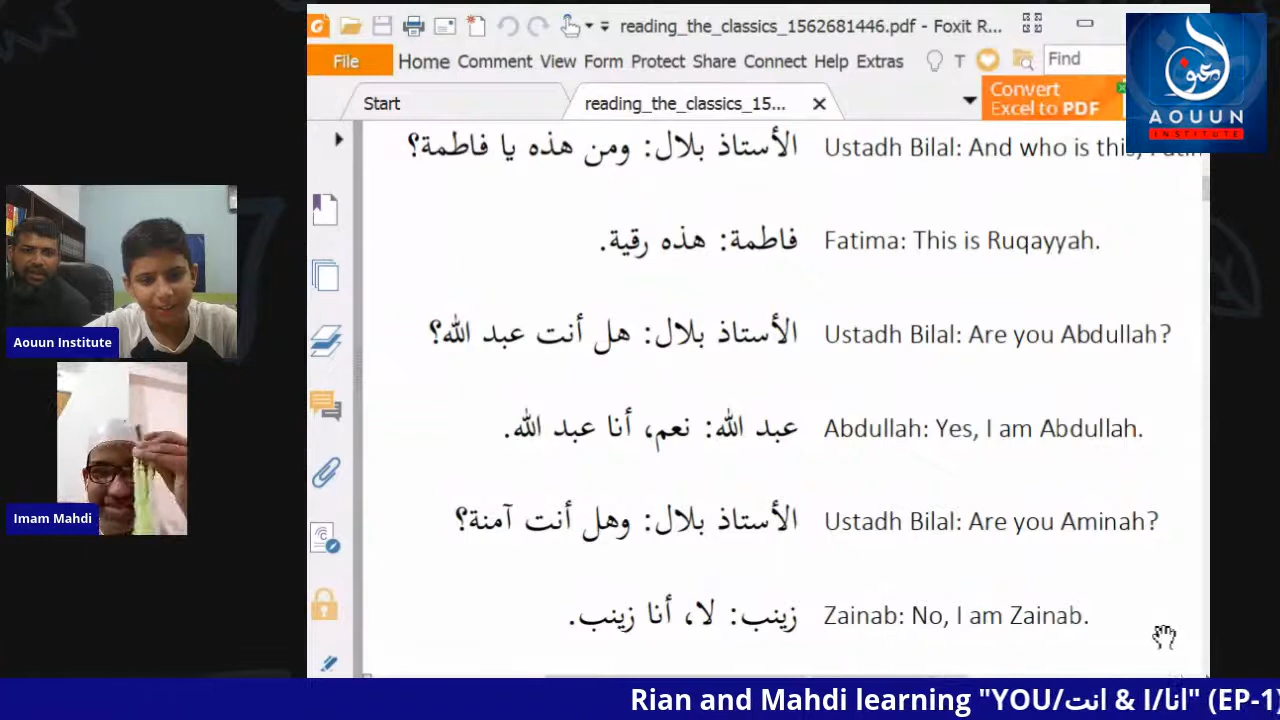 reading_the_classics_1562681446.pdf - Foxit R...
File Home Comment View Form Protect Share Connect Help Extras
Find
Start
reading_the_classics_15...
Convert
Excel to PDF
AOUUN
INSTITUTE
الأستاذ بلال: ومن هذه يا فاطمة؟
Ustadh Bilal: And who is this,
فاطمة: هذه رقية.
Fatima: This is Ruqayyah.
الأستاذ بلال: هل أنت عبد الله؟
Ustadh Bilal: Are you Abdullah?
عبد الله: نعم، أنا عبد الله.
Abdullah: Yes, I am Abdullah.
الأستاذ بلال: وهل أنت آمنة؟
Ustadh Bilal: Are you Aminah?
زينب: لا، أنا زينب.
Zainab: No, I am Zainab.
Aouun Institute
Imam Mahdi
Rian and Mahdi learning "YOU/انت & I/انا" (EP-1)